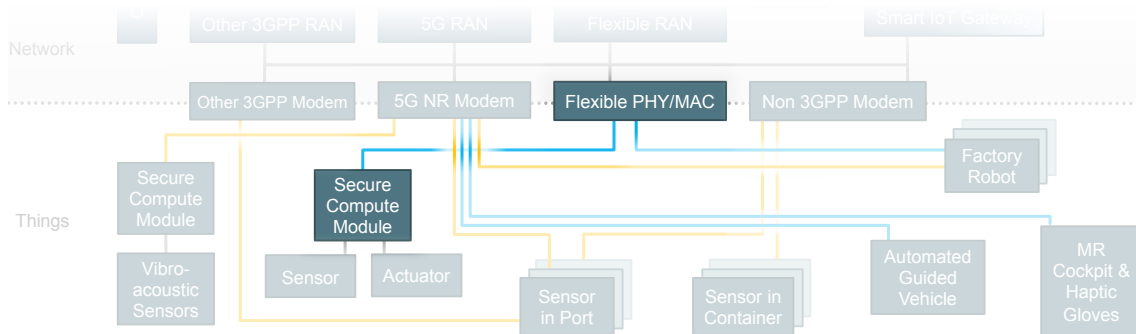 Other 3GPP RAN
5G RAN
Flexible RAN
Smart IoT Gateway
Network
Other 3GPP Modem
5G NR Modem
Flexible PHY/MAC
Non 3GPP Modem
Secure
Compute
Module
Secure
Compute
Module
Factory
Robot
Things
Vibro-
acoustic
Sensors
Sensor
Actuator
Sensor
in Port
Sensor in
Container
Automated
Guided
Vehicle
MR
Cockpit &
Haptic
Gloves